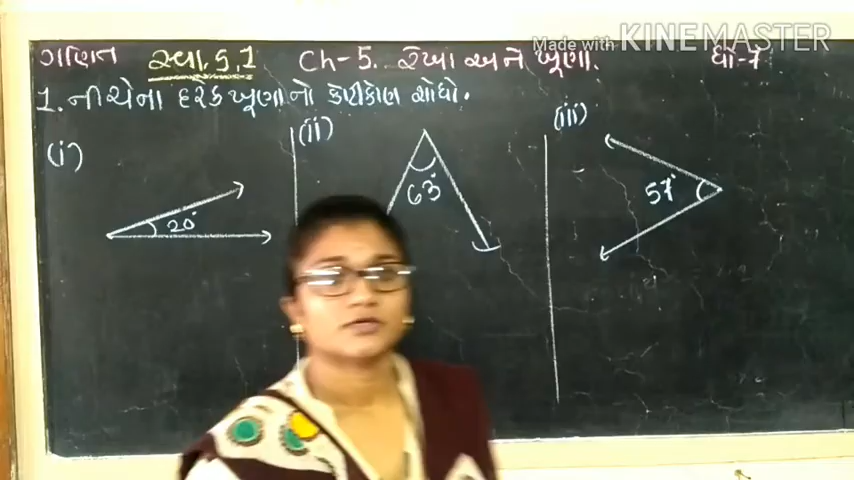 ગણિત સ્વા. 5.1 Ch-5. રેખા અને ખૂણા. ધો-7
1. નીચેના દરેક ખૂણાનો કોટીકોણ શોધો.
(i) (ii) (iii)
20° 63° 57°
Made with KINEMASTER